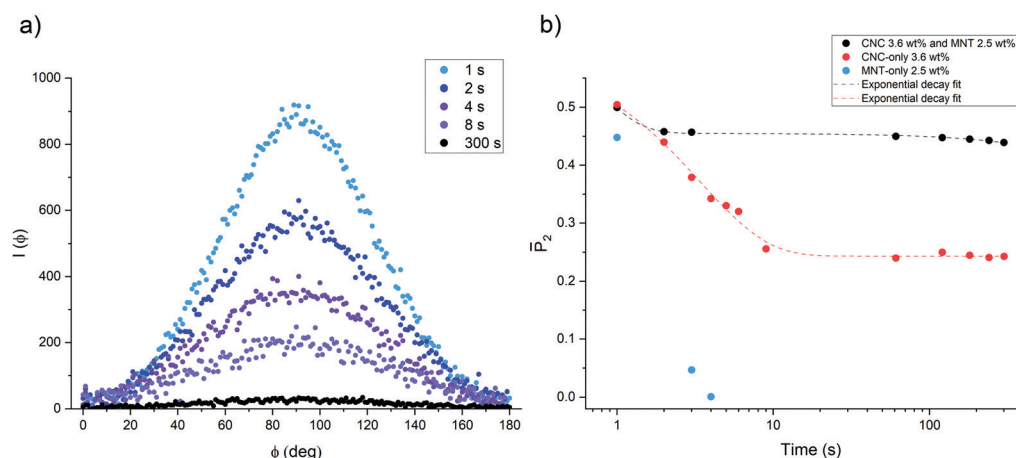 a)
1000
800
600
400
200
0
I (ϕ)
1 s
2 s
4 s
8 s
300 s
0 20 40 60 80 100 120 140 160 180
ϕ (deg)
b)
CNC 3.6 wt% and MNT 2.5 wt%
CNC-only 3.6 wt%
MNT-only 2.5 wt%
Exponential decay fit
Exponential decay fit
0.5
0.4
0.3
0.2
0.1
0.0
P̄₂
1 10 100
Time (s)